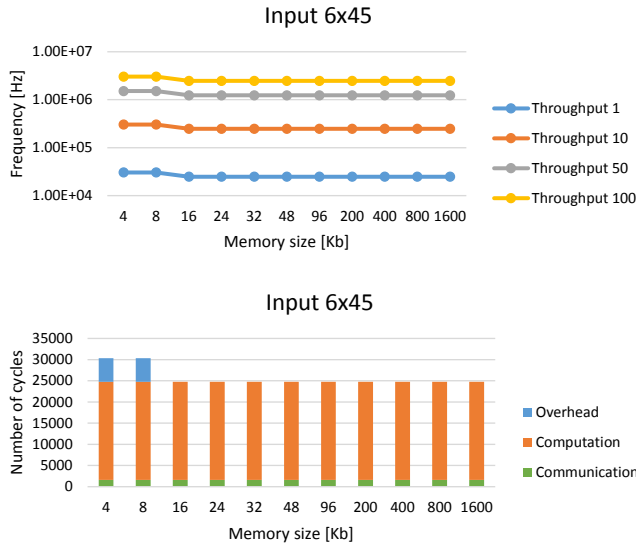 Input 6x45
Frequency [Hz]
1.00E+07
1.00E+06
1.00E+05
1.00E+04
4 8 16 24 32 48 96 200 400 800 1600
Memory size [Kb]
Throughput 1
Throughput 10
Throughput 50
Throughput 100
Input 6x45
Number of cycles
35000
30000
25000
20000
15000
10000
5000
0
4 8 16 24 32 48 96 200 400 800 1600
Memory size [Kb]
Overhead
Computation
Communication